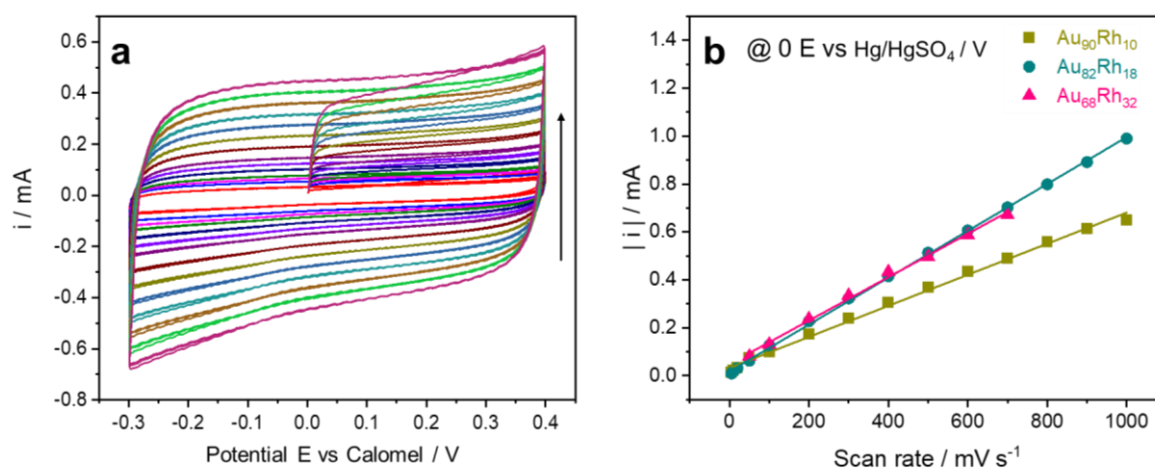 a
i / mA
0.6
0.4
0.2
0.0
-0.2
-0.4
-0.6
-0.8
-0.3 -0.2 -0.1 0.0 0.1 0.2 0.3 0.4
Potential E vs Calomel / V
b
@ 0 E vs Hg/HgSO₄ / V
Au₉₀Rh₁₀
Au₈₂Rh₁₈
Au₆₈Rh₃₂
| i | / mA
1.4
1.2
1.0
0.8
0.6
0.4
0.2
0.0
0 200 400 600 800 1000
Scan rate / mV s⁻¹